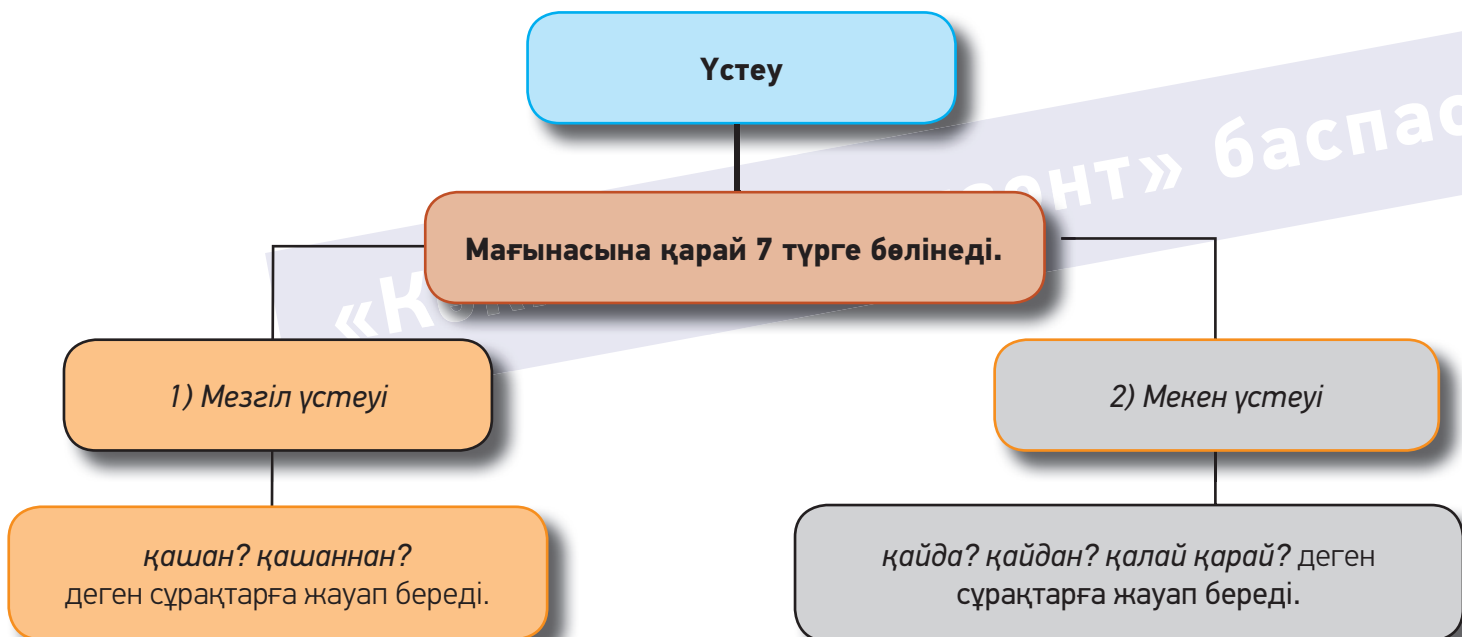 Үстеу
Мағынасына қарай 7 түрге бөлінеді.
1) Мезгіл үстеуі
2) Мекен үстеуі
қашан? қашаннан?
деген сұрақтарға жауап береді.
қайда? қайдан? қалай қарай? деген
сұрақтарға жауап береді.